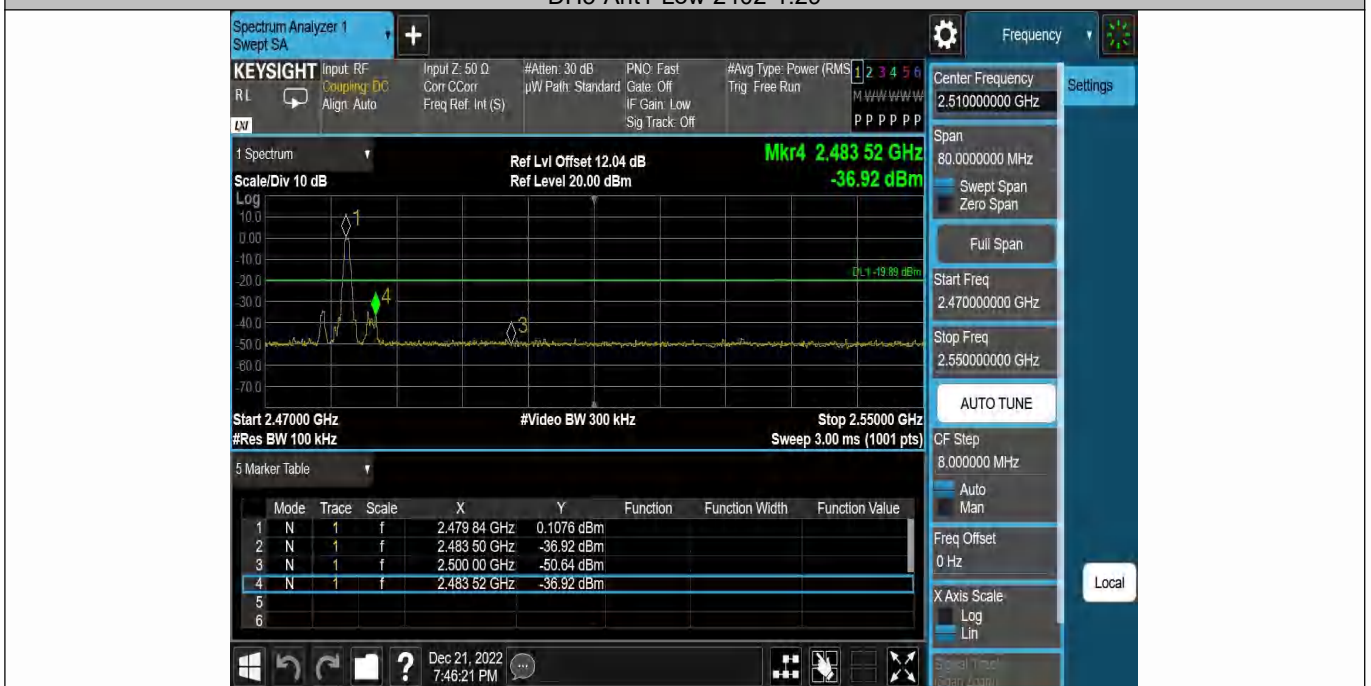 Spectrum Analyzer 1
Swept SA
+
Frequency
KEYSIGHT
RL
LXI
Input: RF
Coupling: DC
Align: Auto
Input Z: 50 Ω
Corr CCorr
Freq Ref: Int (S)
#Atten: 30 dB
µW Path: Standard
PNO: Fast
Gate: Off
IF Gain: Low
Sig Track: Off
#Avg Type: Power (RMS
Trig: Free Run
1 2 3 4 5 6
M W W W W W
P P P P P P
1 Spectrum
Scale/Div 10 dB
Ref Lvl Offset 12.04 dB
Ref Level 20.00 dBm
Mkr4 2.483 52 GHz
-36.92 dBm
Log
10.0
0.00
-10.0
-20.0
-30.0
-40.0
-50.0
-60.0
-70.0
1
4
3
DL1 -19.89 dBm
Start 2.47000 GHz
#Res BW 100 kHz
#Video BW 300 kHz
Stop 2.55000 GHz
Sweep 3.00 ms (1001 pts)
5 Marker Table
Mode Trace Scale X Y Function Function Width Function Value
1 N 1 f 2.479 84 GHz 0.1076 dBm
2 N 1 f 2.483 50 GHz -36.92 dBm
3 N 1 f 2.500 00 GHz -50.64 dBm
4 N 1 f 2.483 52 GHz -36.92 dBm
5
6
Dec 21, 2022
7:46:21 PM
Center Frequency
2.510000000 GHz
Settings
Span
80.0000000 MHz
Swept Span
Zero Span
Full Span
Start Freq
2.470000000 GHz
Stop Freq
2.550000000 GHz
AUTO TUNE
CF Step
8.000000 MHz
Auto
Man
Freq Offset
0 Hz
X Axis Scale
Log
Lin
Local